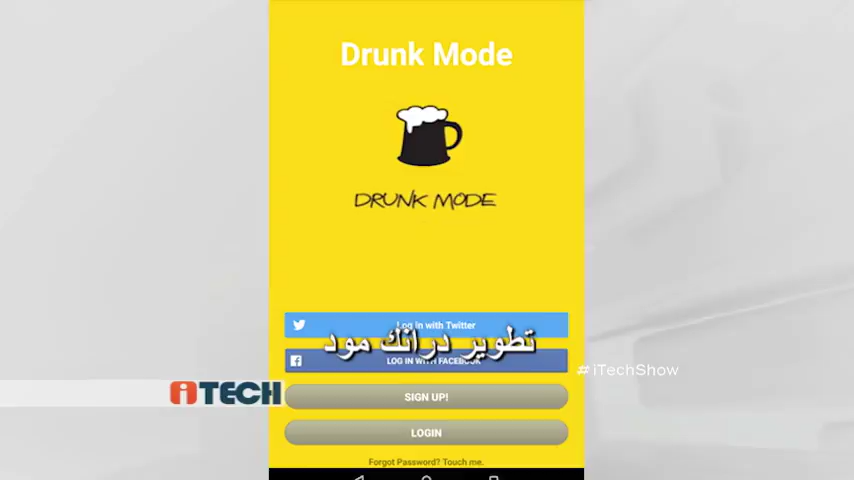 Drunk Mode
DRUNK MODE
Log in with Twitter
تطوير درانك مود
LOG IN WITH FACEBOOK
#iTechShow
iTECH
SIGN UP!
LOGIN
Forgot Password? Touch me.